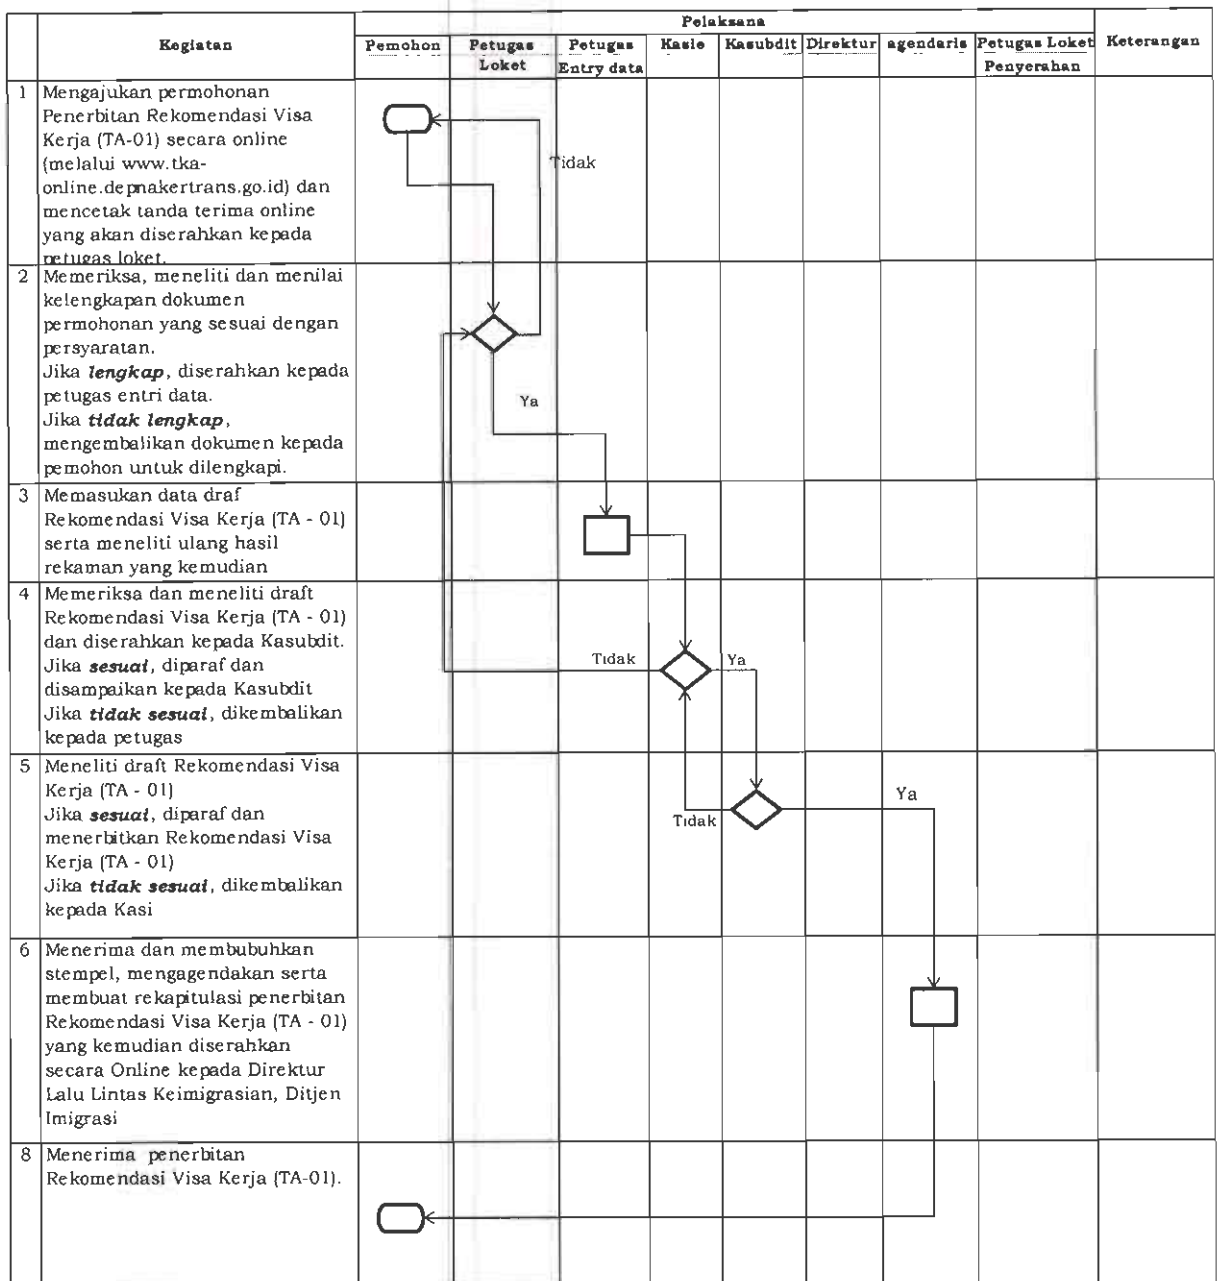 Pelaksana
Kegiatan
Pemohon
Petugas
Loket
Petugas
Entry data
Kasie
Kasubdit
Direktur
agendaris
Petugas Loket
Penyerahan
Keterangan
1 Mengajukan permohonan
Penerbitan Rekomendasi Visa
Kerja (TA-01) secara online
(melalui www.tka-
online.depnakertrans.go.id) dan
mencetak tanda terima online
yang akan diserahkan kepada
petugas loket.
Tidak
2 Memeriksa, meneliti dan menilai
kelengkapan dokumen
permohonan yang sesuai dengan
persyaratan.
Jika lengkap, diserahkan kepada
petugas entri data.
Jika tidak lengkap,
mengembalikan dokumen kepada
pemohon untuk dilengkapi.
Ya
3 Memasukan data draf
Rekomendasi Visa Kerja (TA - 01)
serta meneliti ulang hasil
rekaman yang kemudian
4 Memeriksa dan meneliti draft
Rekomendasi Visa Kerja (TA - 01)
dan diserahkan kepada Kasubdit.
Jika sesuai, diparaf dan
disampaikan kepada Kasubdit
Jika tidak sesuai, dikembalikan
kepada petugas
Tidak
Ya
5 Meneliti draft Rekomendasi Visa
Kerja (TA - 01)
Jika sesuai, diparaf dan
menerbitkan Rekomendasi Visa
Kerja (TA - 01)
Jika tidak sesuai, dikembalikan
kepada Kasi
Tidak
Ya
6 Menerima dan membubuhkan
stempel, mengagendakan serta
membuat rekapitulasi penerbitan
Rekomendasi Visa Kerja (TA - 01)
yang kemudian diserahkan
secara Online kepada Direktur
Lalu Lintas Keimigrasian, Ditjen
Imigrasi
8 Menerima penerbitan
Rekomendasi Visa Kerja (TA-01).